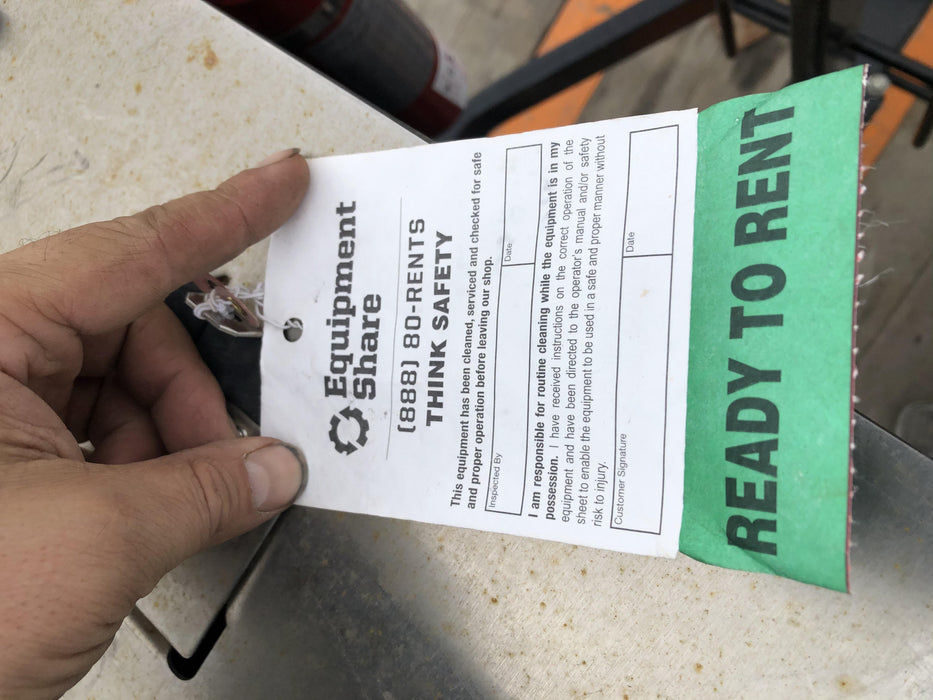 Equipment
Share
(888) 80-RENTS
THINK SAFETY
This equipment has been cleaned, serviced and checked for safe
and proper operation before leaving our shop.
Inspected By
Date
I am responsible for routine cleaning while the equipment is in my
possession. I have received instructions on the correct operation of the
equipment and have been directed to the operator's manual and/or safety
sheet to enable the equipment to be used in a safe and proper manner without
risk to injury.
Customer Signature
Date
READY TO RENT